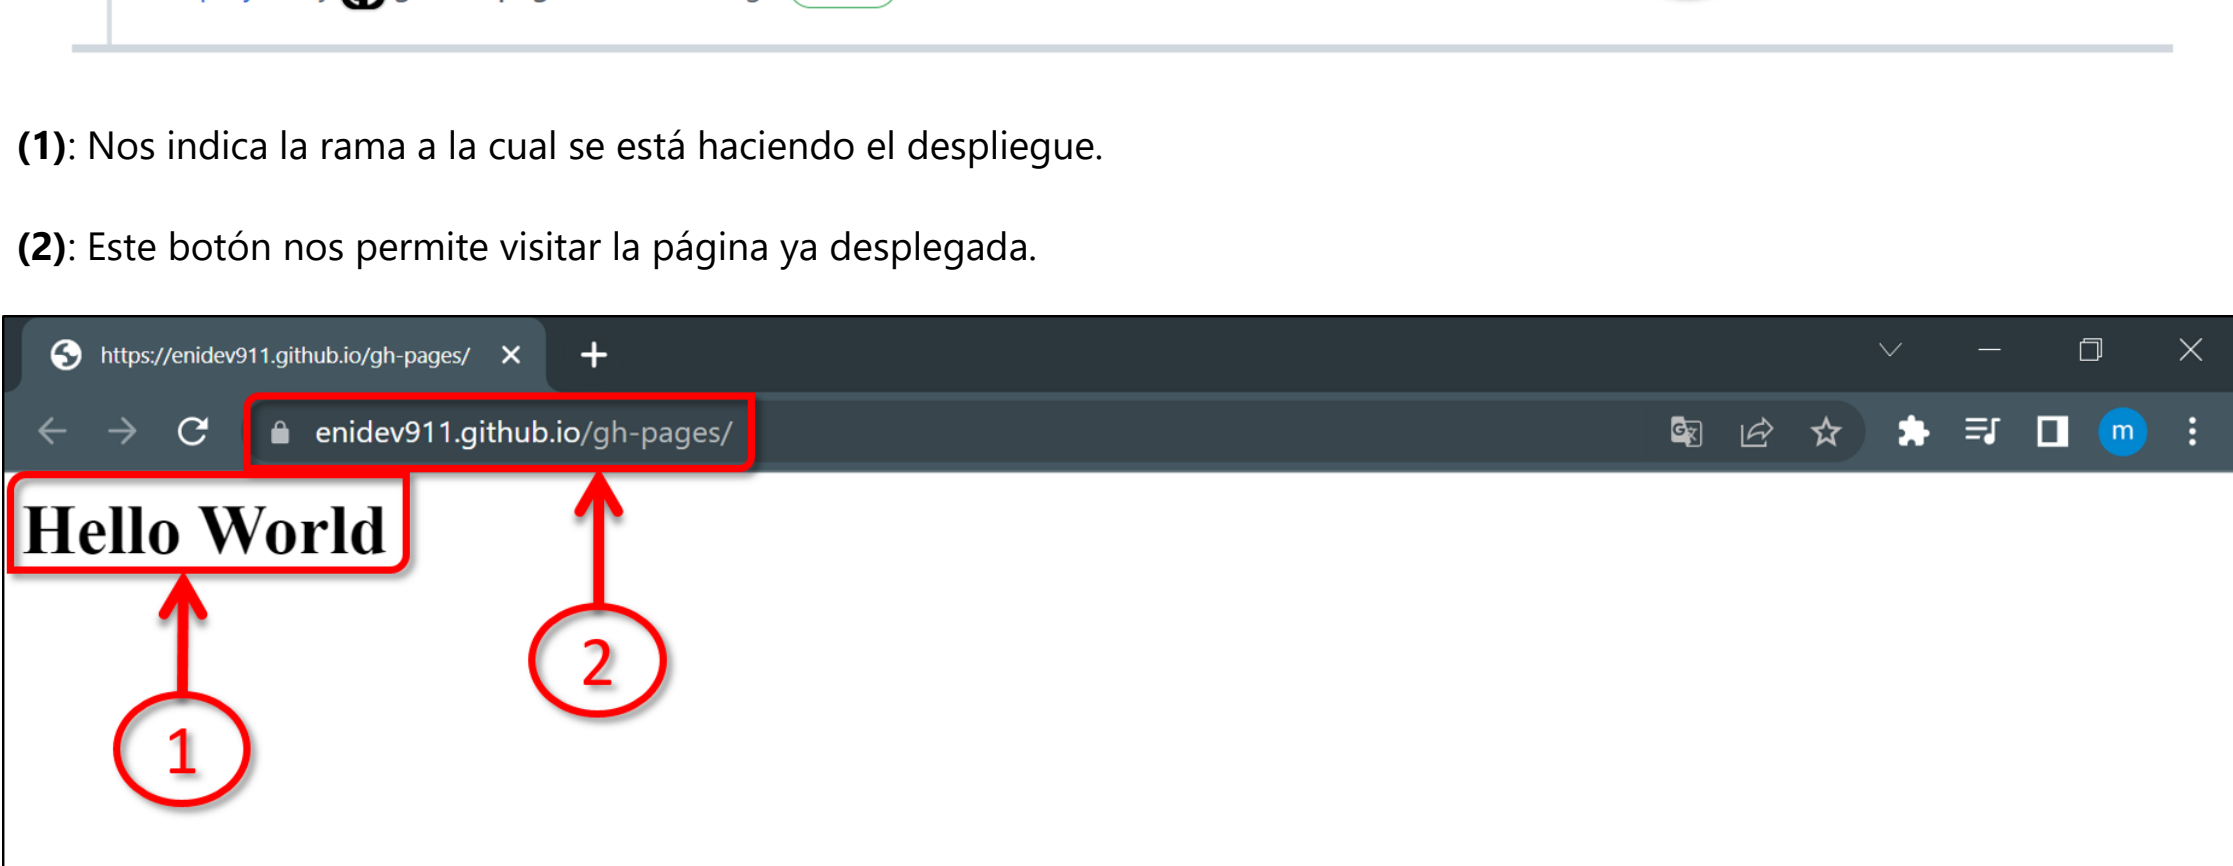 (1): Nos indica la rama a la cual se está haciendo el despliegue.
(2): Este botón nos permite visitar la página ya desplegada.
https://enidev911.github.io/gh-pages/
enidev911.github.io/gh-pages/
m
Hello World
2
1